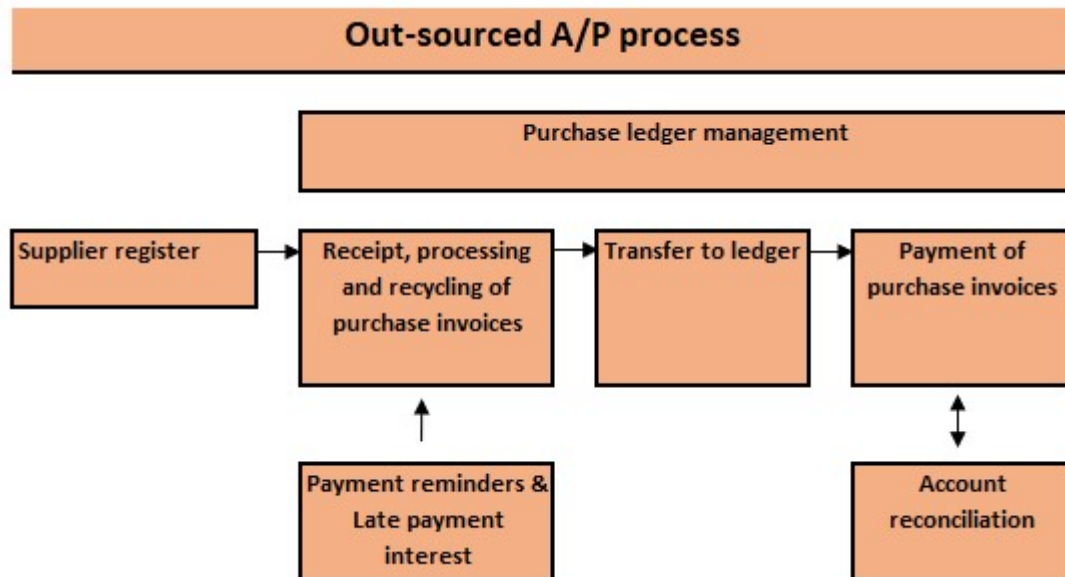 Out-sourced A/P process
Purchase ledger management
Supplier register
Receipt, processing
and recycling of
purchase invoices
Transfer to ledger
Payment of
purchase invoices
Payment reminders &
Late payment
interest
Account
reconciliation